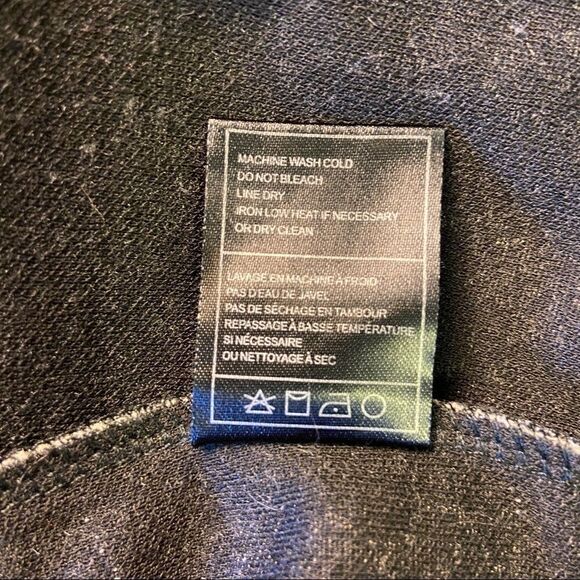 MACHINE WASH COLD
DO NOT BLEACH
LINE DRY
IRON LOW HEAT IF NECESSARY
OR DRY CLEAN
LAVAGE EN MACHINE À FROID
PAS D'EAU DE JAVEL
PAS DE SÉCHAGE EN TAMBOUR
REPASSAGE À BASSE TEMPÉRATURE
SI NÉCESSAIRE
OU NETTOYAGE À SEC